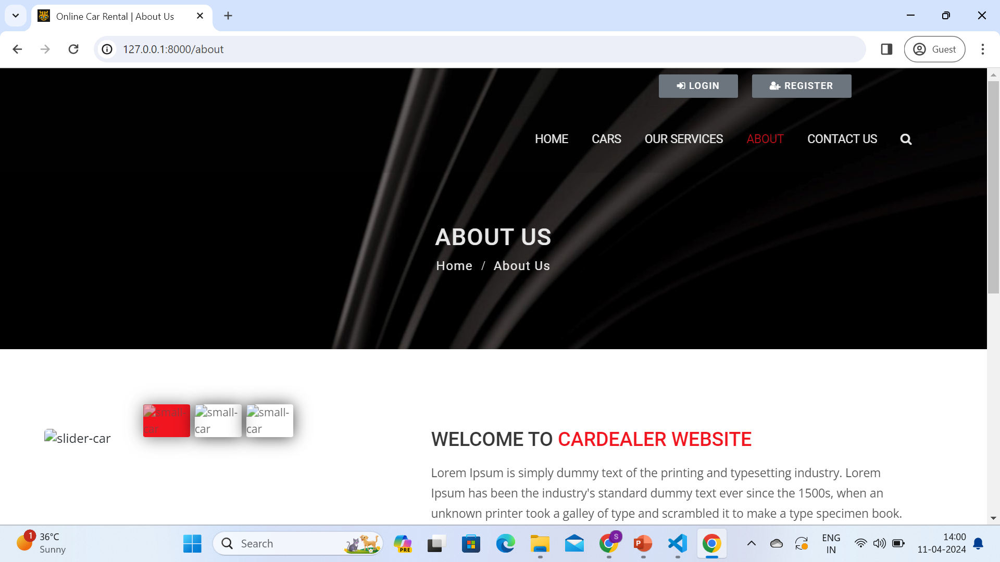 Online Car Rental | About Us
127.0.0.1:8000/about
Guest
LOGIN
REGISTER
HOME
CARS
OUR SERVICES
ABOUT
CONTACT US
ABOUT US
Home / About Us
slider-car
small-
car
small-
car
small-
car
WELCOME TO CARDEALER WEBSITE
Lorem Ipsum is simply dummy text of the printing and typesetting industry. Lorem
Ipsum has been the industry's standard dummy text ever since the 1500s, when an
unknown printer took a galley of type and scrambled it to make a type specimen book.
1
36°C
Sunny
Search
PRE
S
P
ENG
IN
14:00
11-04-2024